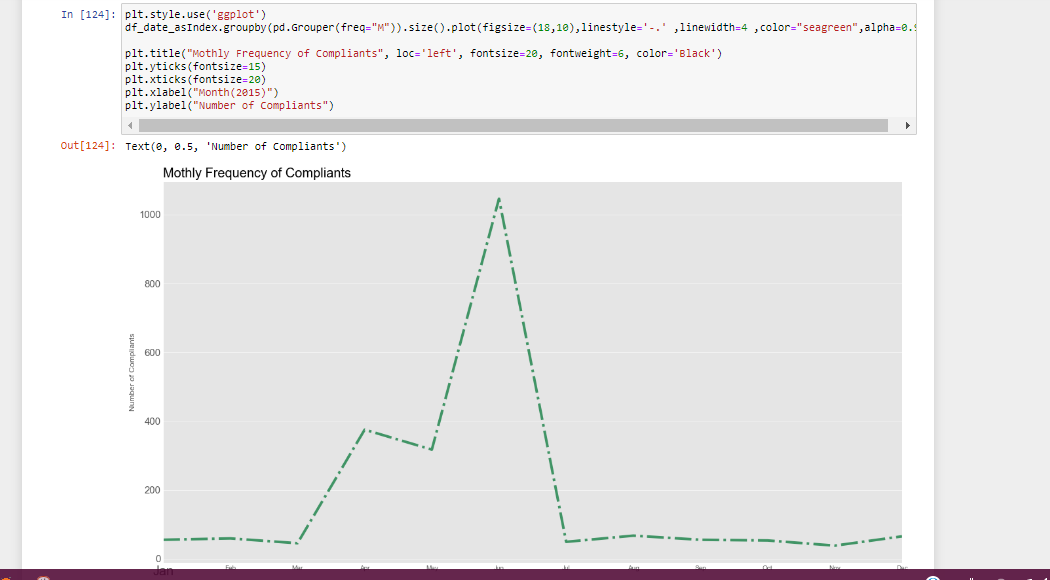 In [124]:
plt.style.use('ggplot')
df_date_asIndex.groupby(pd.Grouper(freq="M")).size().plot(figsize=(18,10),linestyle='-.' ,linewidth=4 ,color="seagreen",alpha=0.9
plt.title("Mothly Frequency of Compliants", loc='left', fontsize=20, fontweight=6, color='Black')
plt.yticks(fontsize=15)
plt.xticks(fontsize=20)
plt.xlabel("Month(2015)")
plt.ylabel("Number of Compliants")
Out[124]: Text(0, 0.5, 'Number of Compliants')
Mothly Frequency of Compliants
1000
800
600
400
200
0
Number of Compliants
Jan Feb Mar Apr May Jun Jul Aug Sep Oct Nov Dec